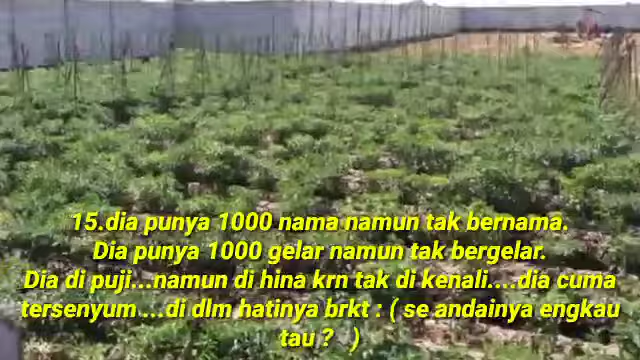 15.dia punya 1000 nama namun tak bernama.
Dia punya 1000 gelar namun tak bergelar.
Dia di puji...namun di hina krn tak di kenali....dia cuma
tersenyum ...di dlm hatinya brkt : ( se andainya engkau
tau ? )